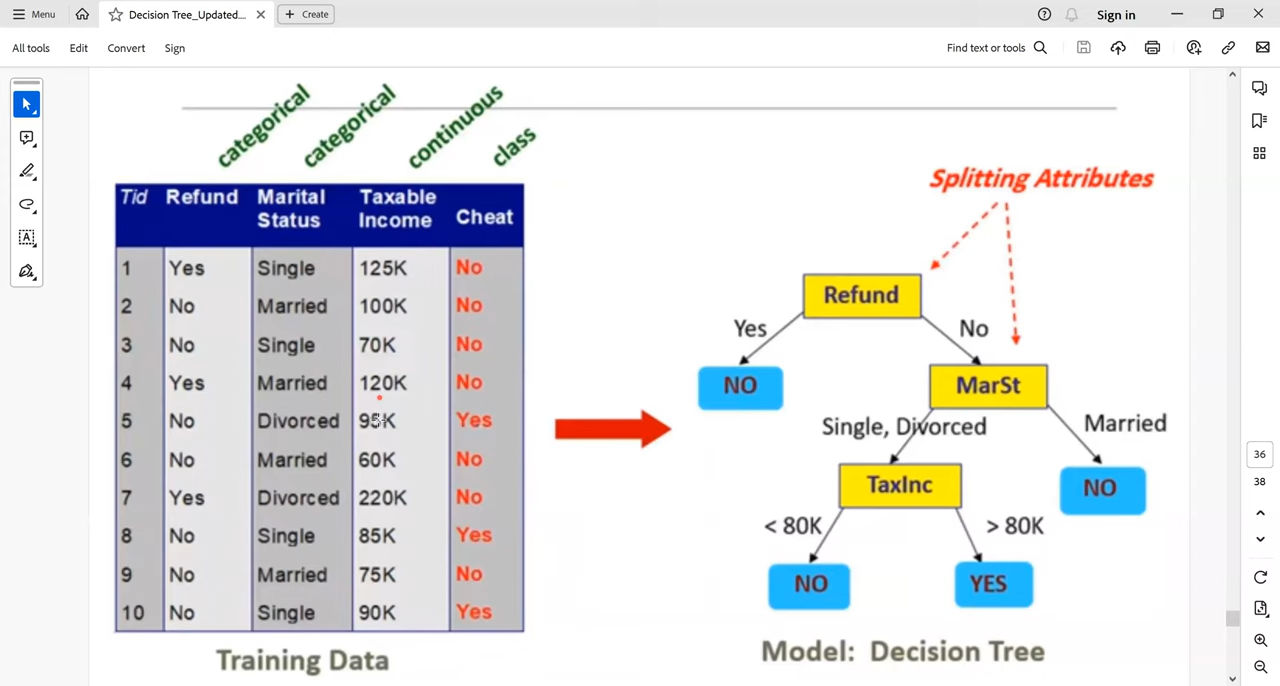 Menu
Decision Tree_Updated...
Create
Sign in
All tools
Edit
Convert
Sign
Find text or tools
categorical
categorical
continuous
class
Tid Refund Marital Status Taxable Income Cheat
1 Yes Single 125K No
2 No Married 100K No
3 No Single 70K No
4 Yes Married 120K No
5 No Divorced 95K Yes
6 No Married 60K No
7 Yes Divorced 220K No
8 No Single 85K Yes
9 No Married 75K No
10 No Single 90K Yes
Training Data
Splitting Attributes
Refund
Yes
No
NO
MarSt
Single, Divorced
Married
TaxInc
NO
< 80K
> 80K
NO
YES
Model: Decision Tree
36
38